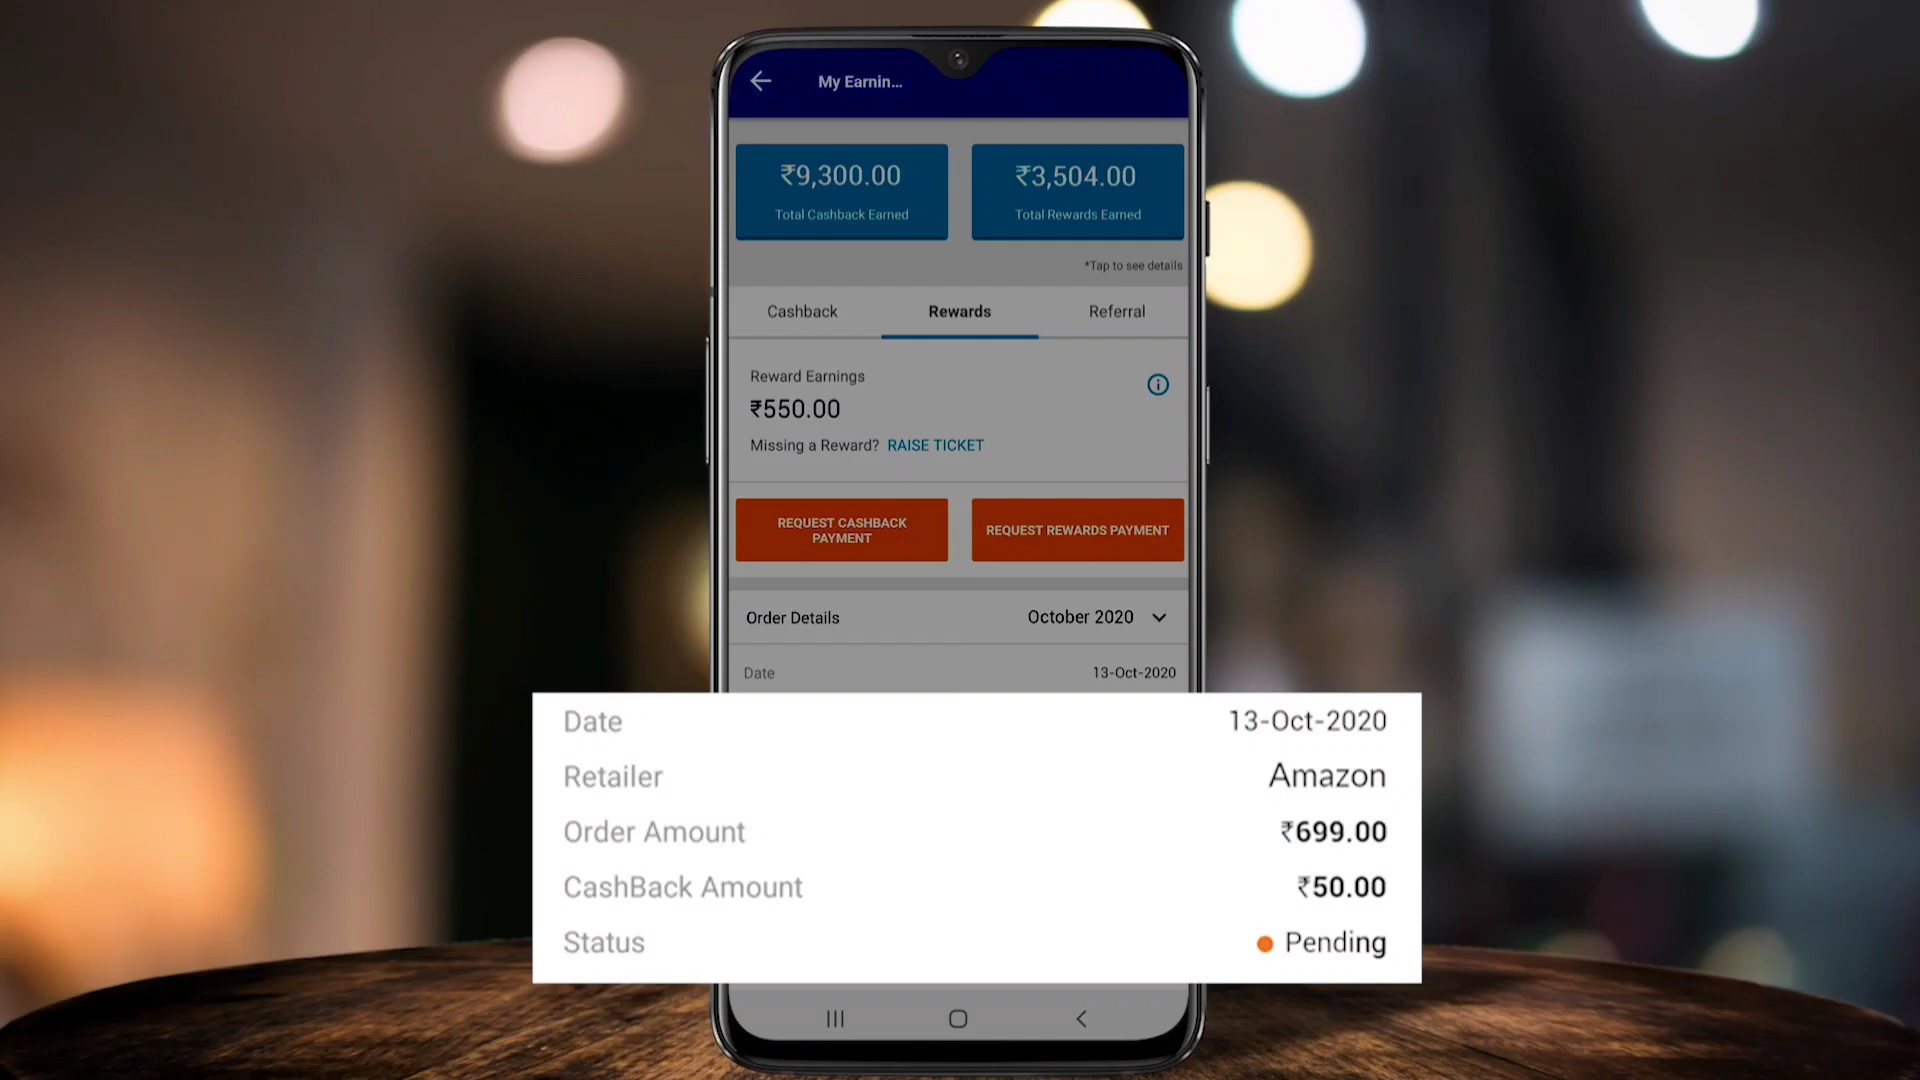 My Earnin...
₹9,300.00
Total Cashback Earned
₹3,504.00
Total Rewards Earned
*Tap to see details
Cashback
Rewards
Referral
Reward Earnings
₹550.00
Missing a Reward? RAISE TICKET
REQUEST CASHBACK
PAYMENT
REQUEST REWARDS PAYMENT
Order Details
October 2020
Date 13-Oct-2020
Date 13-Oct-2020
Retailer Amazon
Order Amount ₹699.00
CashBack Amount ₹50.00
Status Pending